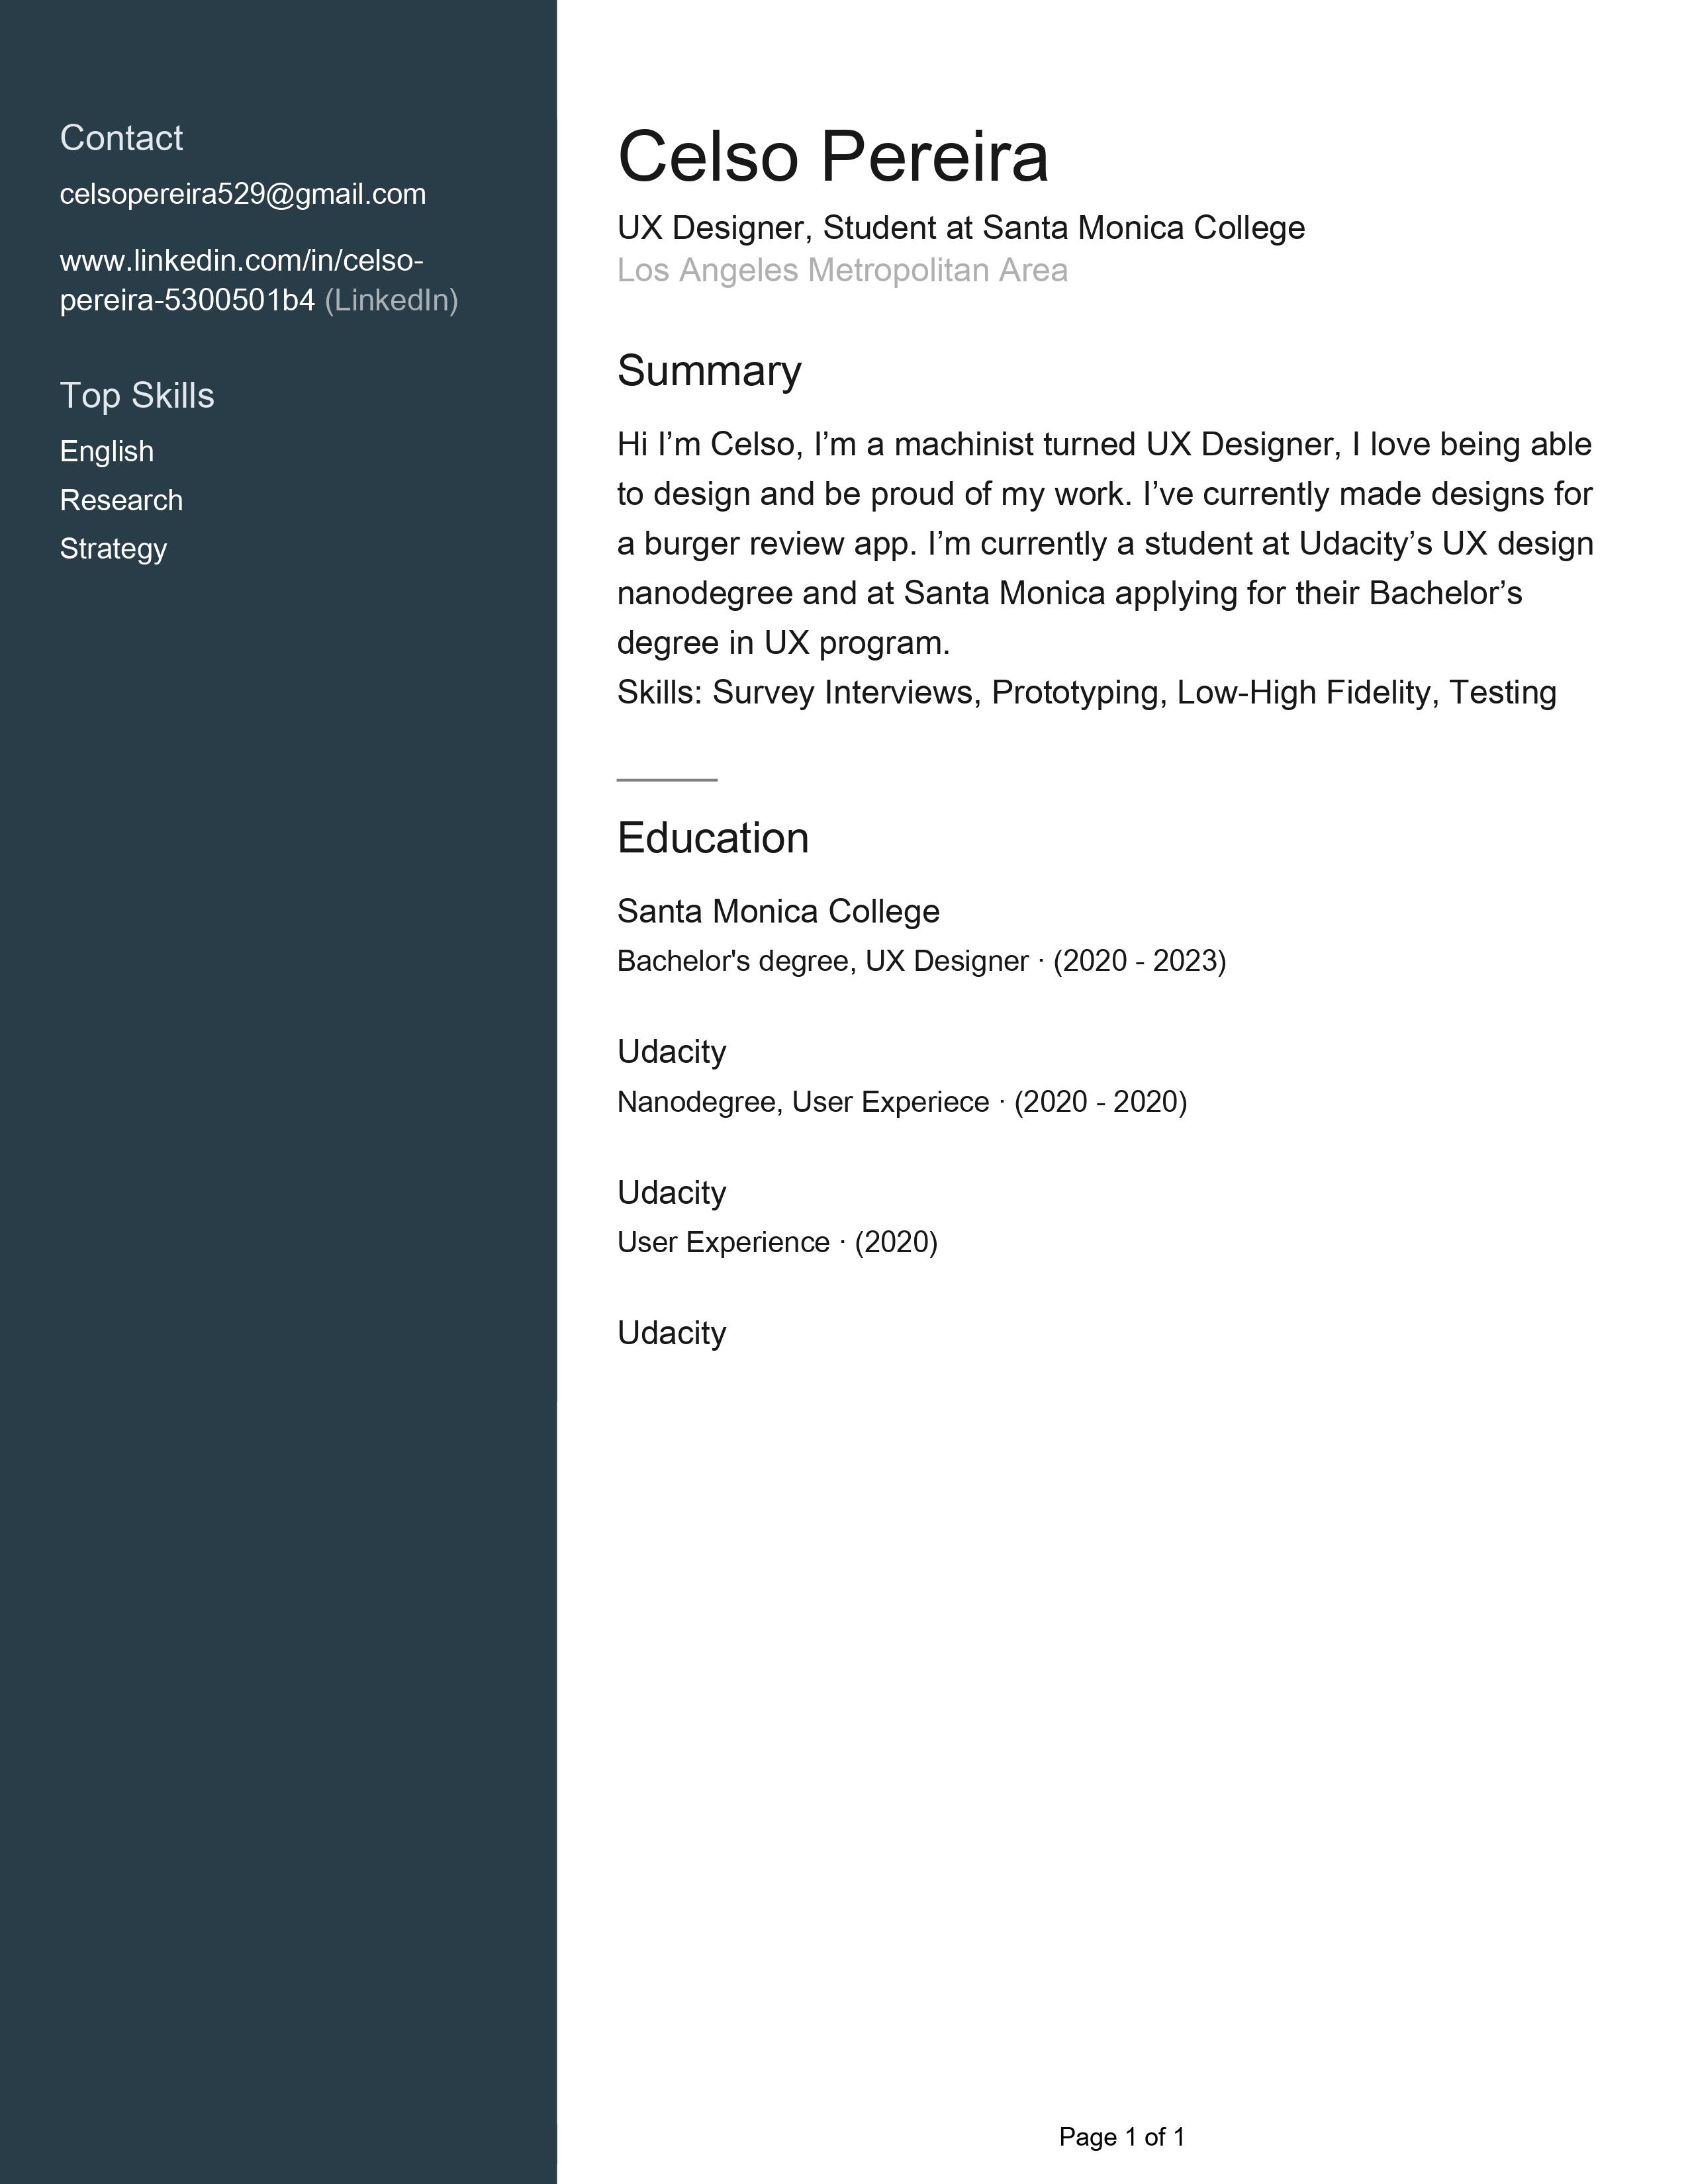 Contact
celsopereira529@gmail.com
www.linkedin.com/in/celso-
pereira-5300501b4 (LinkedIn)
Top Skills
English
Research
Strategy
Celso Pereira
UX Designer, Student at Santa Monica College
Los Angeles Metropolitan Area
Summary
Hi I’m Celso, I’m a machinist turned UX Designer, I love being able
to design and be proud of my work. I’ve currently made designs for
a burger review app. I’m currently a student at Udacity’s UX design
nanodegree and at Santa Monica applying for their Bachelor’s
degree in UX program.
Skills: Survey Interviews, Prototyping, Low-High Fidelity, Testing
Education
Santa Monica College
Bachelor's degree, UX Designer · (2020 - 2023)
Udacity
Nanodegree, User Experiece · (2020 - 2020)
Udacity
User Experience · (2020)
Udacity
Page 1 of 1